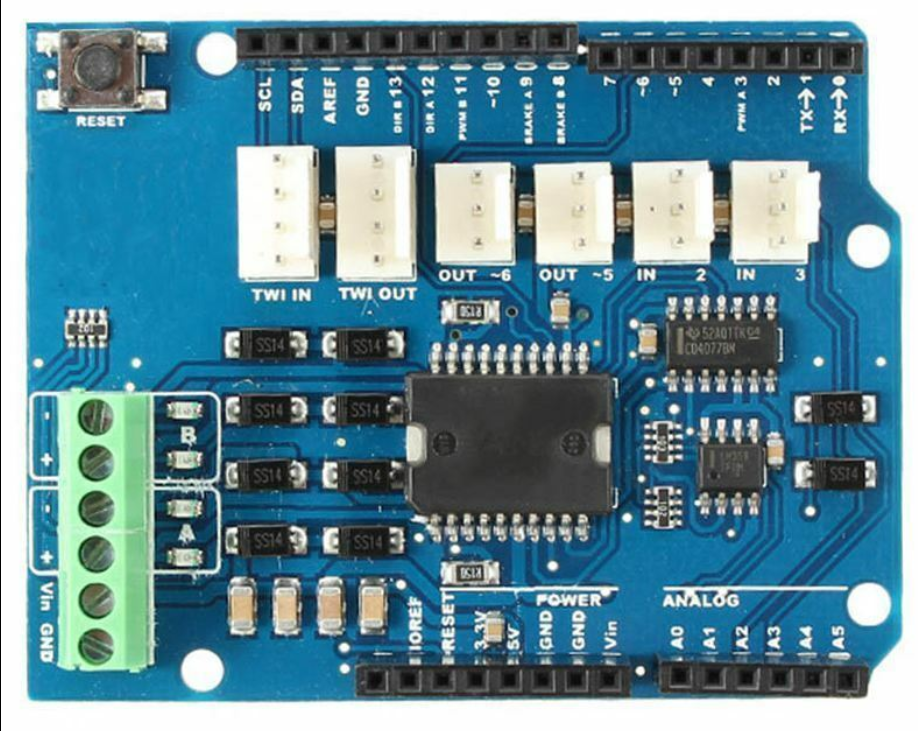 RESET
SCL
SDA
AREF
GND
DIR B 13
DIR A 12
PWM B 11
~10
BRAKE A 9
BRAKE B 8
7
~6
~5
4
PWM A 3
2
TX→1
RX→0
TWI IN
TWI OUT
OUT ~6
OUT ~5
IN 2
IN 3
R150
102
SS14
SS14
SS14
SS14
SS14
SS14
SS14
SS14
CD4077BM
SS14
SS14
- B +
- A +
Vin
GND
R150
IOREF
RESET
3.3V
5V
GND
GND
Vin
POWER
ANALOG
A0
A1
A2
A3
A4
A5